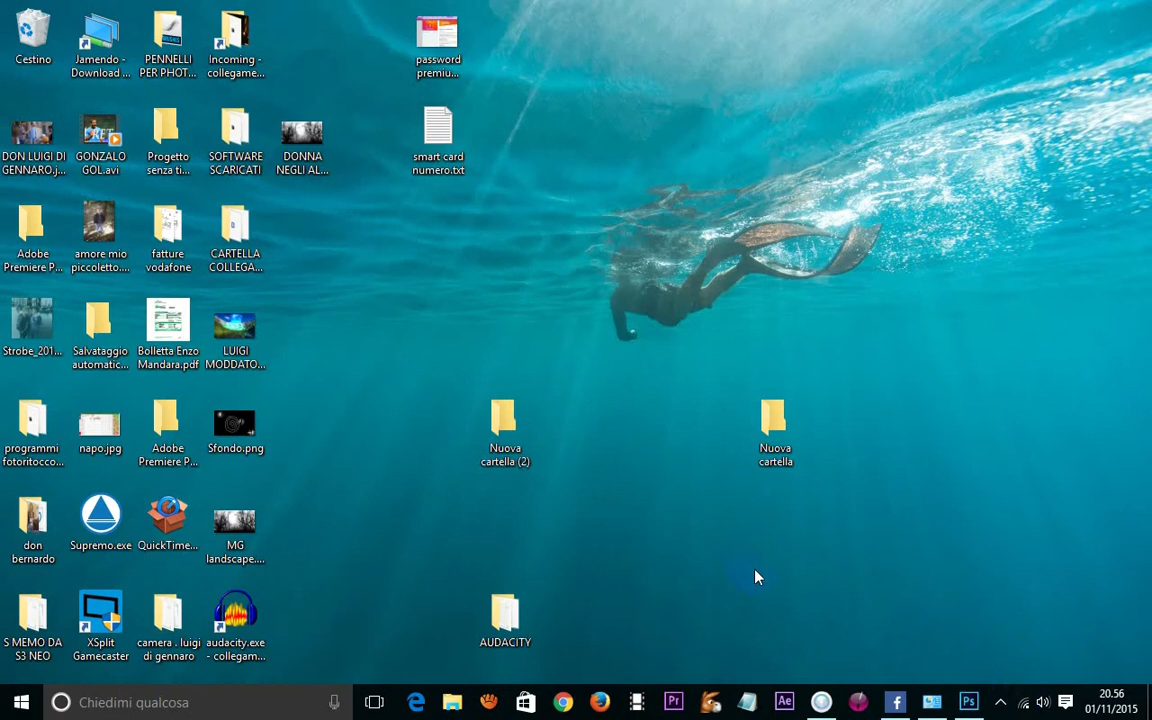 Cestino
Jamendo -
Download ...
PENNELLI
PER PHOT...
Incoming -
collegame...
password
premiu...
DON LUIGI DI
GENNARO.j...
GONZALO
GOL.avi
Progetto
senza ti...
SOFTWARE
SCARICATI
DONNA
NEGLI AL...
smart card
numero.txt
Adobe
Premiere P...
amore mio
piccoletto....
fatture
vodafone
CARTELLA
COLLEGA...
Strobe_201...
Salvataggio
automatic...
Bolletta Enzo
Mandara.pdf
LUIGI
MODDATO...
programmi
fotoritocco...
napo.jpg
Adobe
Premiere P...
Sfondo.png
Nuova
cartella (2)
Nuova
cartella
don
bernardo
Supremo.exe
QuickTime...
MG
landscape....
S MEMO DA
S3 NEO
XSplit
Gamecaster
camera . luigi
di gennaro
audacity.exe
- collegam...
AUDACITY
Chiedimi qualcosa
Pr
Ae
Ps
20.56
01/11/2015